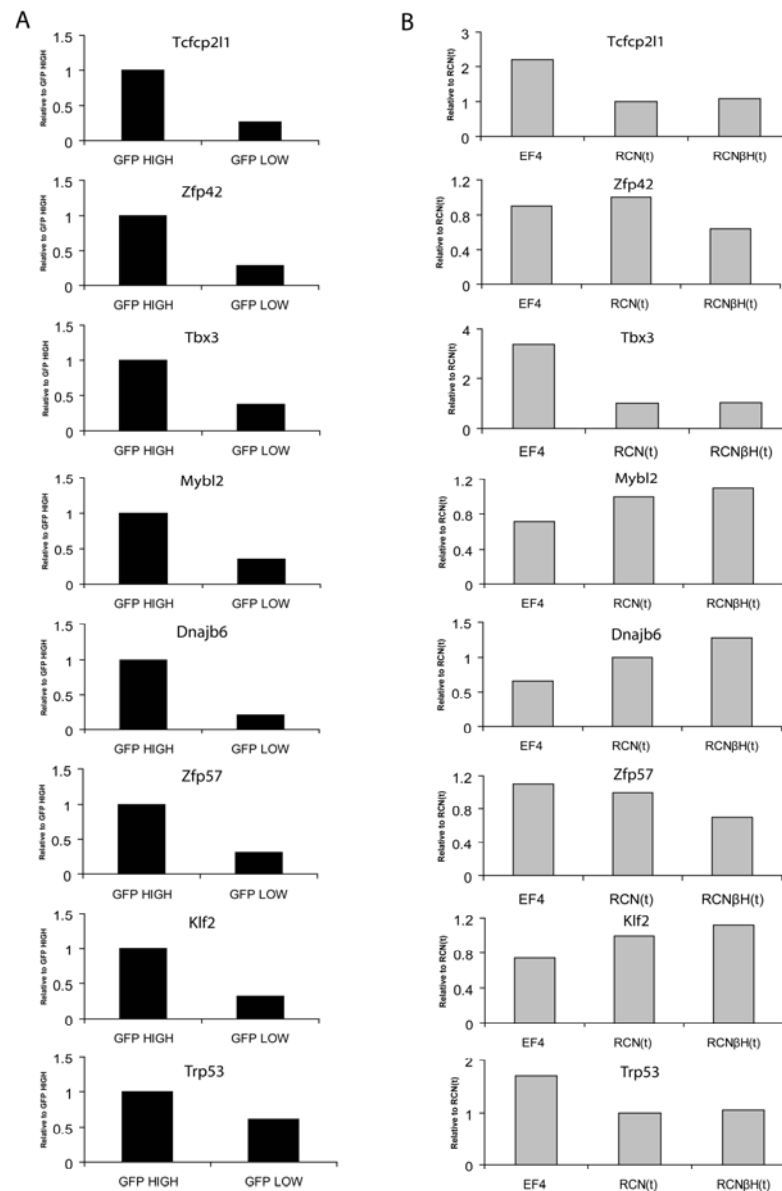 A
Tcfcp2l1
Relative to GFP HIGH
1.5
1
0.5
0
GFP HIGH GFP LOW
Zfp42
Relative to GFP HIGH
1.5
1
0.5
0
GFP HIGH GFP LOW
Tbx3
Relative to GFP HIGH
1.5
1
0.5
0
GFP HIGH GFP LOW
Mybl2
Relative to GFP HIGH
1.5
1
0.5
0
GFP HIGH GFP LOW
Dnajb6
Relative to GFP HIGH
1.5
1
0.5
0
GFP HIGH GFP LOW
Zfp57
Relative to GFP HIGH
1.5
1
0.5
0
GFP HIGH GFP LOW
Klf2
Relative to GFP HIGH
1.5
1
0.5
0
GFP HIGH GFP LOW
Trp53
Relative to GFP HIGH
1.5
1
0.5
0
GFP HIGH GFP LOW
B
Tcfcp2l1
Relative to RCN(t)
3
2
1
0
EF4 RCN(t) RCNβH(t)
Zfp42
Relative to RCN(t)
1.2
0.8
0.4
0
EF4 RCN(t) RCNβH(t)
Tbx3
Relative to RCN(t)
4
2
0
EF4 RCN(t) RCNβH(t)
Mybl2
Relative to RCN(t)
1.2
0.8
0.4
0
EF4 RCN(t) RCNβH(t)
Dnajb6
Relative to RCN(t)
1.5
1
0.5
0
EF4 RCN(t) RCNβH(t)
Zfp57
Relative to RCN(t)
1.2
0.8
0.4
0
EF4 RCN(t) RCNβH(t)
Klf2
Relative to RCN(t)
1.2
0.8
0.4
0
EF4 RCN(t) RCNβH(t)
Trp53
Relative to RCN(t)
2
1
0
EF4 RCN(t) RCNβH(t)